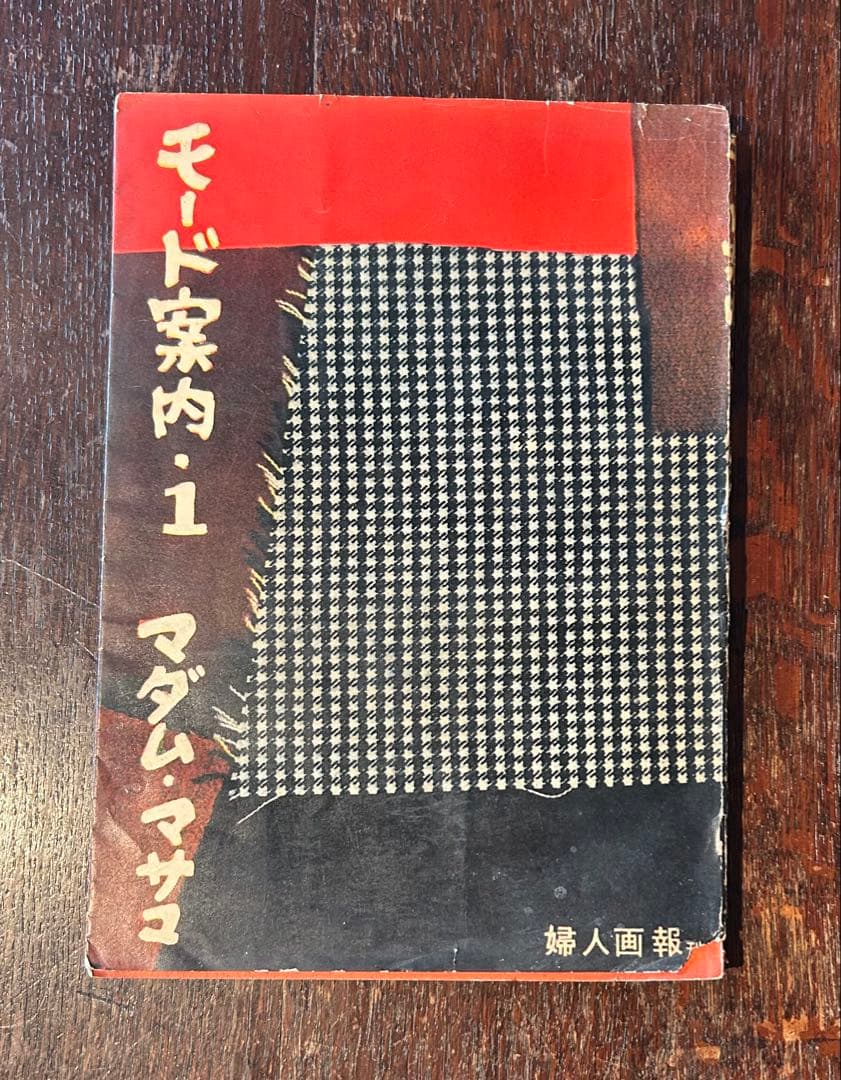 モード案内・1
マダム・マサコ
婦人画報